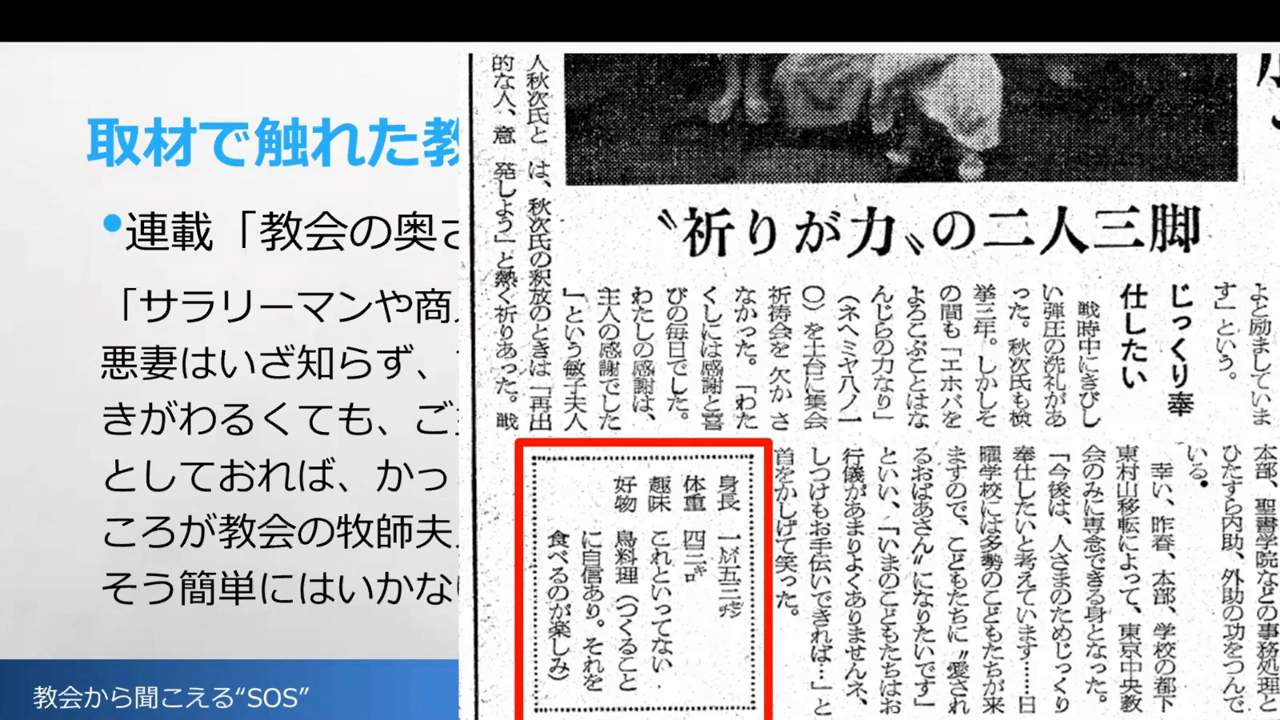 取材で触れた教
•連載「教会の奥さ
「サラリーマンや商人
悪妻はいざ知らず、
きがわるくても、ご
としておれば、かっ
ころが教会の牧師夫
そう簡単にはいかな
教会から聞こえる“SOS”
〝祈りが力〟の二人三脚
よと励ましていま
す」という。
じっくり奉
仕したい
戦時中にきびし
い弾圧の洗礼があ
った。秋次氏も検
挙二年。しかしそ
の間も「エホバを
よろこぶことはな
んじらの力なり」
（ネヘミヤ八ノ一
〇）を土台に集会
祈祷会を欠かさ
なかった。「わた
くしには感謝と喜
びの毎日でした。
わたしの感謝は、
主人の感謝でした
」という敏子夫人
は、秋次氏の釈放のときは「再出
発しよう」と熱く祈りあった。戦
人秋次氏と
的な人、意
本部、聖書学院などの事務処理と
ひたすら内助、外助の功をつんで
いる。
幸い、昨春、本部、学校の都下
東村山移転によって、東京中央教
会のみに専念できる身となった。
「今後は、人さまのためじっくり
奉仕したいと考えています……日
曜学校には多勢のこどもたちが来
ますので、こどもたちに〝愛され
るおばあさん〟になりたいです」
といい、「いまのこどもたちはお
行儀があまりよくありませんネ、
しつけもお手伝いできれば…」と
首をかしげて笑った。
身長　一㍍五三㌢
体重　四二㌔
趣味　これといってない
好物　鳥料理（つくること
に自信あり。それを
食べるのが楽しみ）